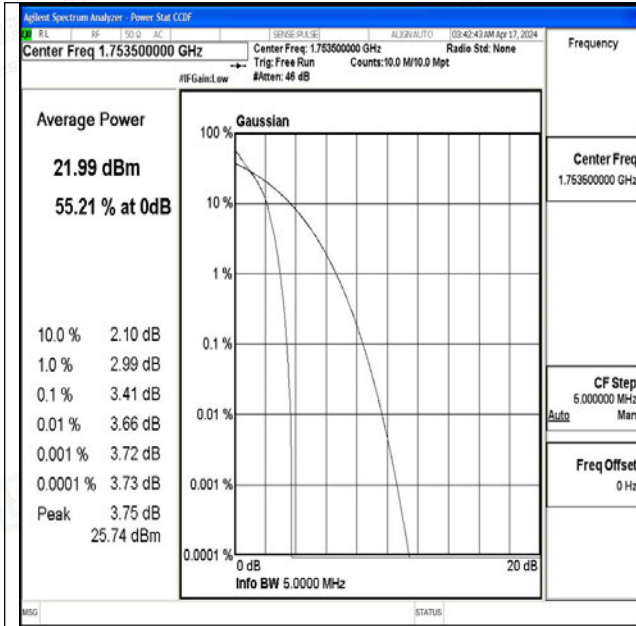 Agilent Spectrum Analyzer - Power Stat CCDF
RL RF 50 Ω AC SENSE:PULSE ALIGN AUTO 03:42:43 AM Apr 17, 2024
Center Freq 1.753500000 GHz
Center Freq: 1.753500000 GHz Radio Std: None
Trig: Free Run Counts:10.0 M/10.0 Mpt
#IFGain:Low #Atten: 46 dB
Frequency
Average Power
21.99 dBm
55.21 % at 0dB
10.0 % 2.10 dB
1.0 % 2.99 dB
0.1 % 3.41 dB
0.01 % 3.66 dB
0.001 % 3.72 dB
0.0001 % 3.73 dB
Peak 3.75 dB
25.74 dBm
Gaussian
100 %
10 %
1 %
0.1 %
0.01 %
0.001 %
0.0001 %
0 dB 20 dB
Info BW 5.0000 MHz
Center Freq
1.753500000 GHz
CF Step
5.000000 MHz
Auto Man
Freq Offset
0 Hz
MSG STATUS